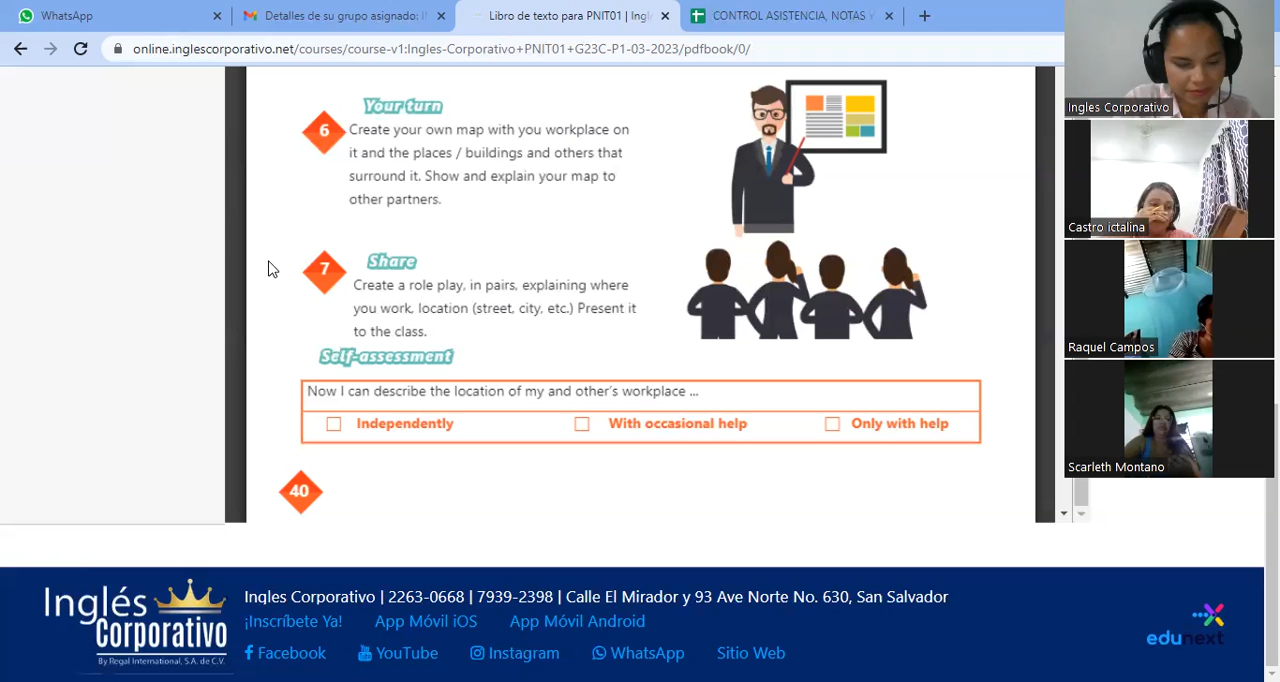 WhatsApp
Detalles de su grupo asignado: I
Libro de texto para PNIT01 | Ingl
CONTROL ASISTENCIA, NOTAS Y
online.inglescorporativo.net/courses/course-v1:Ingles-Corporativo+PNIT01+G23C-P1-03-2023/pdfbook/0/
Ingles Corporativo
Castro ictalina
Raquel Campos
Scarleth Montano
6
Your turn
Create your own map with you workplace on
it and the places / buildings and others that
surround it. Show and explain your map to
other partners.
7
Share
Create a role play, in pairs, explaining where
you work, location (street, city, etc.) Present it
to the class.
Self-assessment
Now I can describe the location of my and other's workplace ...
Independently
With occasional help
Only with help
40
Inglés
Corporativo
By Regal International, S.A. de C.V.
Ingles Corporativo | 2263-0668 | 7939-2398 | Calle El Mirador y 93 Ave Norte No. 630, San Salvador
¡Inscríbete Ya! App Móvil iOS App Móvil Android
Facebook YouTube Instagram WhatsApp Sitio Web
edunext